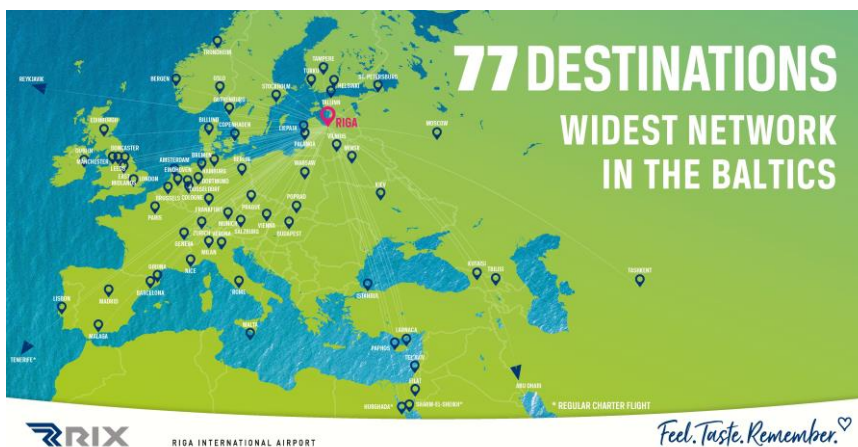 77 DESTINATIONS
WIDEST NETWORK
IN THE BALTICS
TRONDHEIM
REYKJAVIK
BERGEN
OSLO
STOCKHOLM
TAMPERE
TURKU
HELSINKI
ST. PETERSBURG
TALLINN
GOTHENBURG
RIGA
MOSCOW
EDINBURGH
BILLUND
COPENHAGEN
LIEPAJA
PALANGA
VILNIUS
MINSK
DUBLIN
DONCASTER
MANCHESTER
LEEDS
EAST
MIDLANDS
LONDON
AMSTERDAM
BREMEN
HAMBURG
BERLIN
WARSAW
EINDHOVEN
DORTMUND
DUSSELDORF
BRUSSELS
COLOGNE
KIEV
PARIS
FRANKFURT
PRAGUE
POPRAD
MUNICH
VIENNA
SALZBURG
BUDAPEST
ZURICH
VERONA
GENEVA
MILAN
NICE
GIRONA
BARCELONA
MADRID
LISBON
MALAGA
ROME
MALTA
ISTANBUL
KUTAISI
TBILISI
TASHKENT
LARNACA
PAPHOS
TEL AVIV
EILAT
HURGHADA*
SHARM-EL-SHEIKH*
TENERIFE*
ABU DHABI
* REGULAR CHARTER FLIGHT
RIX
RIGA INTERNATIONAL AIRPORT
Feel. Taste. Remember.